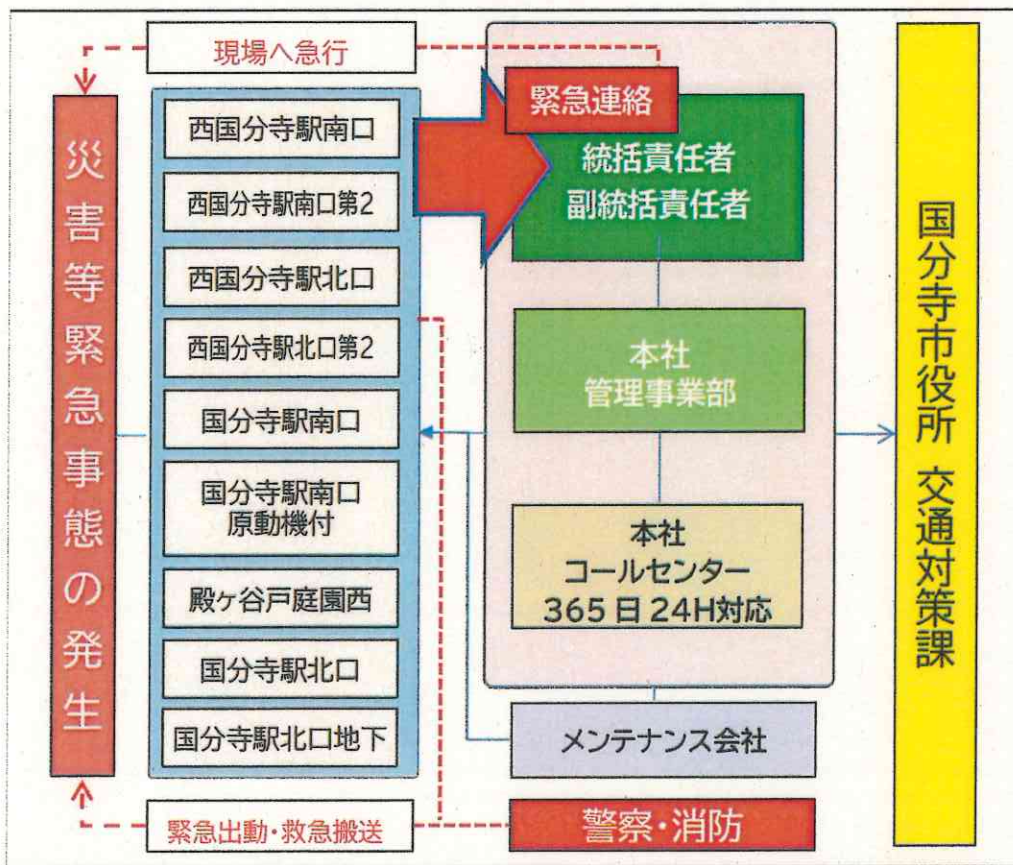 現場へ急行
災害等緊急事態の発生
西国分寺駅南口
西国分寺駅南口第2
西国分寺駅北口
西国分寺駅北口第2
国分寺駅南口
国分寺駅南口
原動機付
殿ヶ谷戸庭園西
国分寺駅北口
国分寺駅北口地下
緊急出動・救急搬送
緊急連絡
統括責任者
副統括責任者
本社
管理事業部
本社
コールセンター
365日24H対応
メンテナンス会社
警察・消防
国分寺市役所 交通対策課